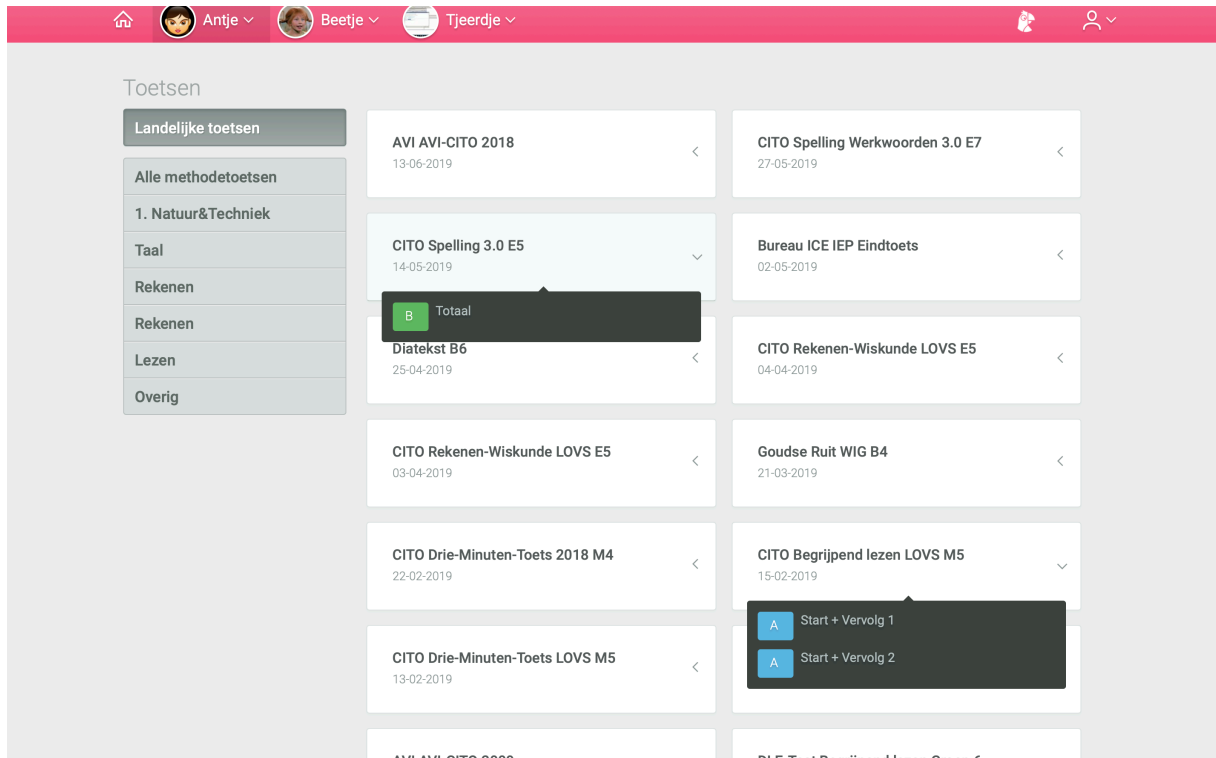 Antje
Beetje
Tjeerdje
Toetsen
Landelijke toetsen
Alle methodetoetsen
1. Natuur&Techniek
Taal
Rekenen
Rekenen
Lezen
Overig
AVI AVI-CITO 2018
13-06-2019
CITO Spelling Werkwoorden 3.0 E7
27-05-2019
CITO Spelling 3.0 E5
14-05-2019
B Totaal
Bureau ICE IEP Eindtoets
02-05-2019
Diatekst B6
25-04-2019
CITO Rekenen-Wiskunde LOVS E5
04-04-2019
CITO Rekenen-Wiskunde LOVS E5
03-04-2019
Goudse Ruit WIG B4
21-03-2019
CITO Drie-Minuten-Toets 2018 M4
22-02-2019
CITO Begrijpend lezen LOVS M5
15-02-2019
A Start + Vervolg 1
A Start + Vervolg 2
CITO Drie-Minuten-Toets LOVS M5
13-02-2019